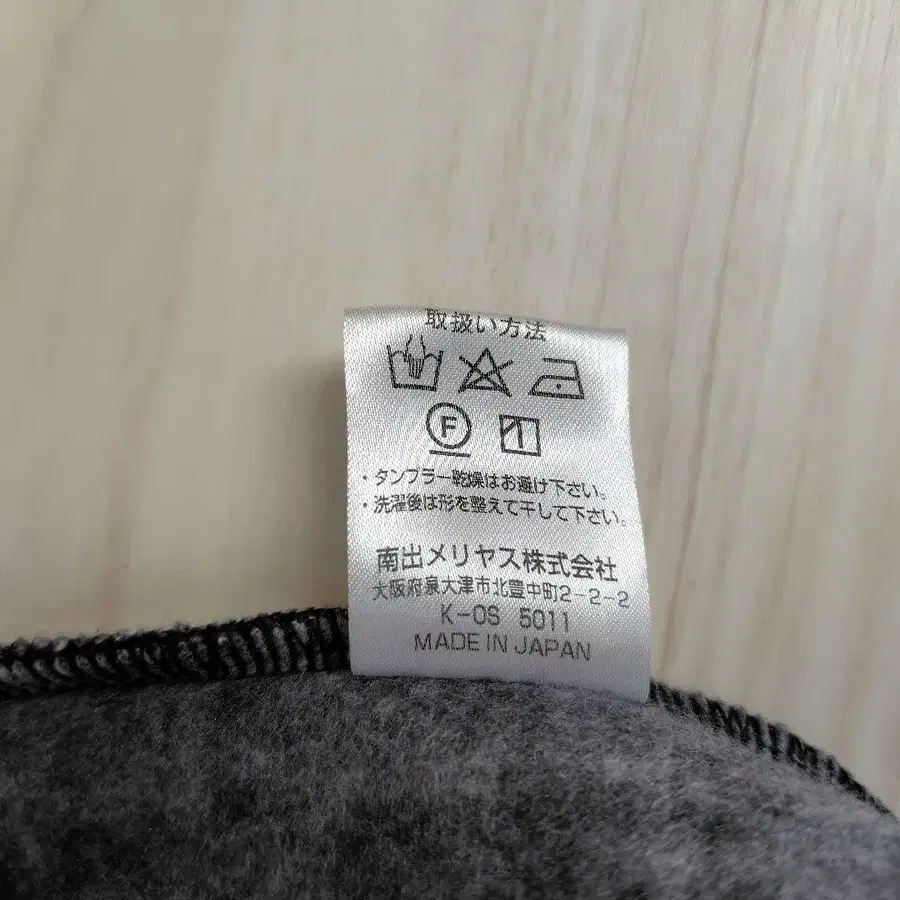 取扱い方法
F
・タンブラー乾燥はお避け下さい。
・洗濯後は形を整えて干して下さい。
南出メリヤス株式会社
大阪府泉大津市北豊中町2-2-2
K-OS 5011
MADE IN JAPAN